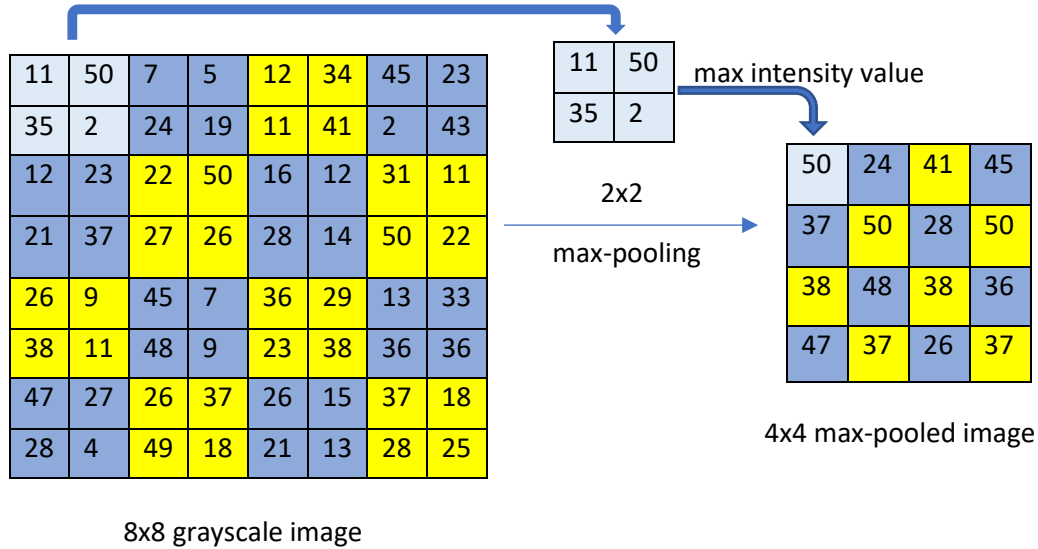 11 50 7 5 12 34 45 23
35 2 24 19 11 41 2 43
12 23 22 50 16 12 31 11
21 37 27 26 28 14 50 22
26 9 45 7 36 29 13 33
38 11 48 9 23 38 36 36
47 27 26 37 26 15 37 18
28 4 49 18 21 13 28 25
8x8 grayscale image
11 50
35 2
max intensity value
2x2
max-pooling
50 24 41 45
37 50 28 50
38 48 38 36
47 37 26 37
4x4 max-pooled image